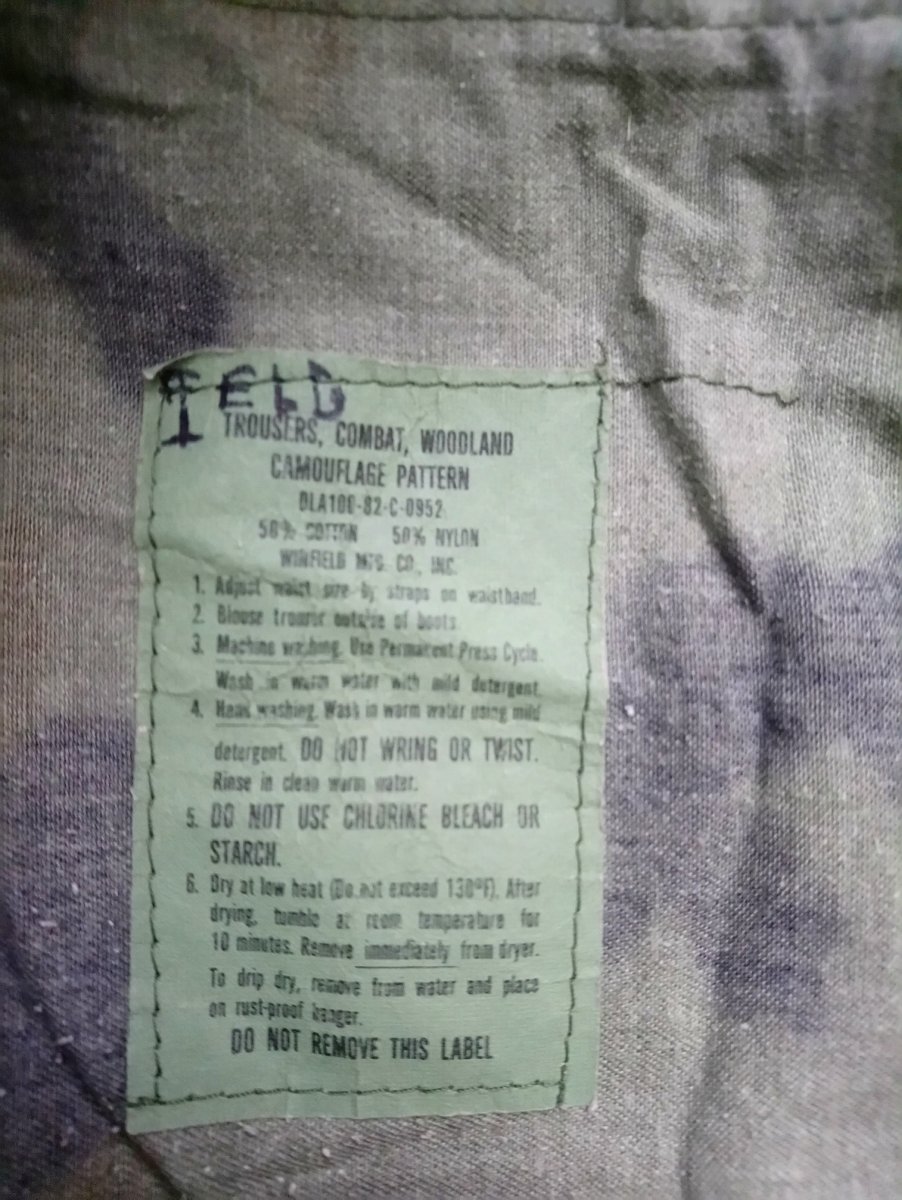 FIELD
TROUSERS, COMBAT, WOODLAND
CAMOUFLAGE PATTERN
DLA100-82-C-0952
50% COTTON 50% NYLON
WINFIELD MFG. CO., INC.
1. Adjust waist size by straps on waistband.
2. Blouse trouser outside of boots.
3. Machine washing. Use Permanent Press Cycle.
Wash in warm water with mild detergent.
4. Hand washing. Wash in warm water using mild
detergent. DO NOT WRING OR TWIST.
Rinse in clean warm water.
5. DO NOT USE CHLORINE BLEACH OR
STARCH.
6. Dry at low heat (Do not exceed 130°F). After
drying, tumble at room temperature for
10 minutes. Remove immediately from dryer.
To drip dry, remove from water and place
on rust-proof hanger.
DO NOT REMOVE THIS LABEL